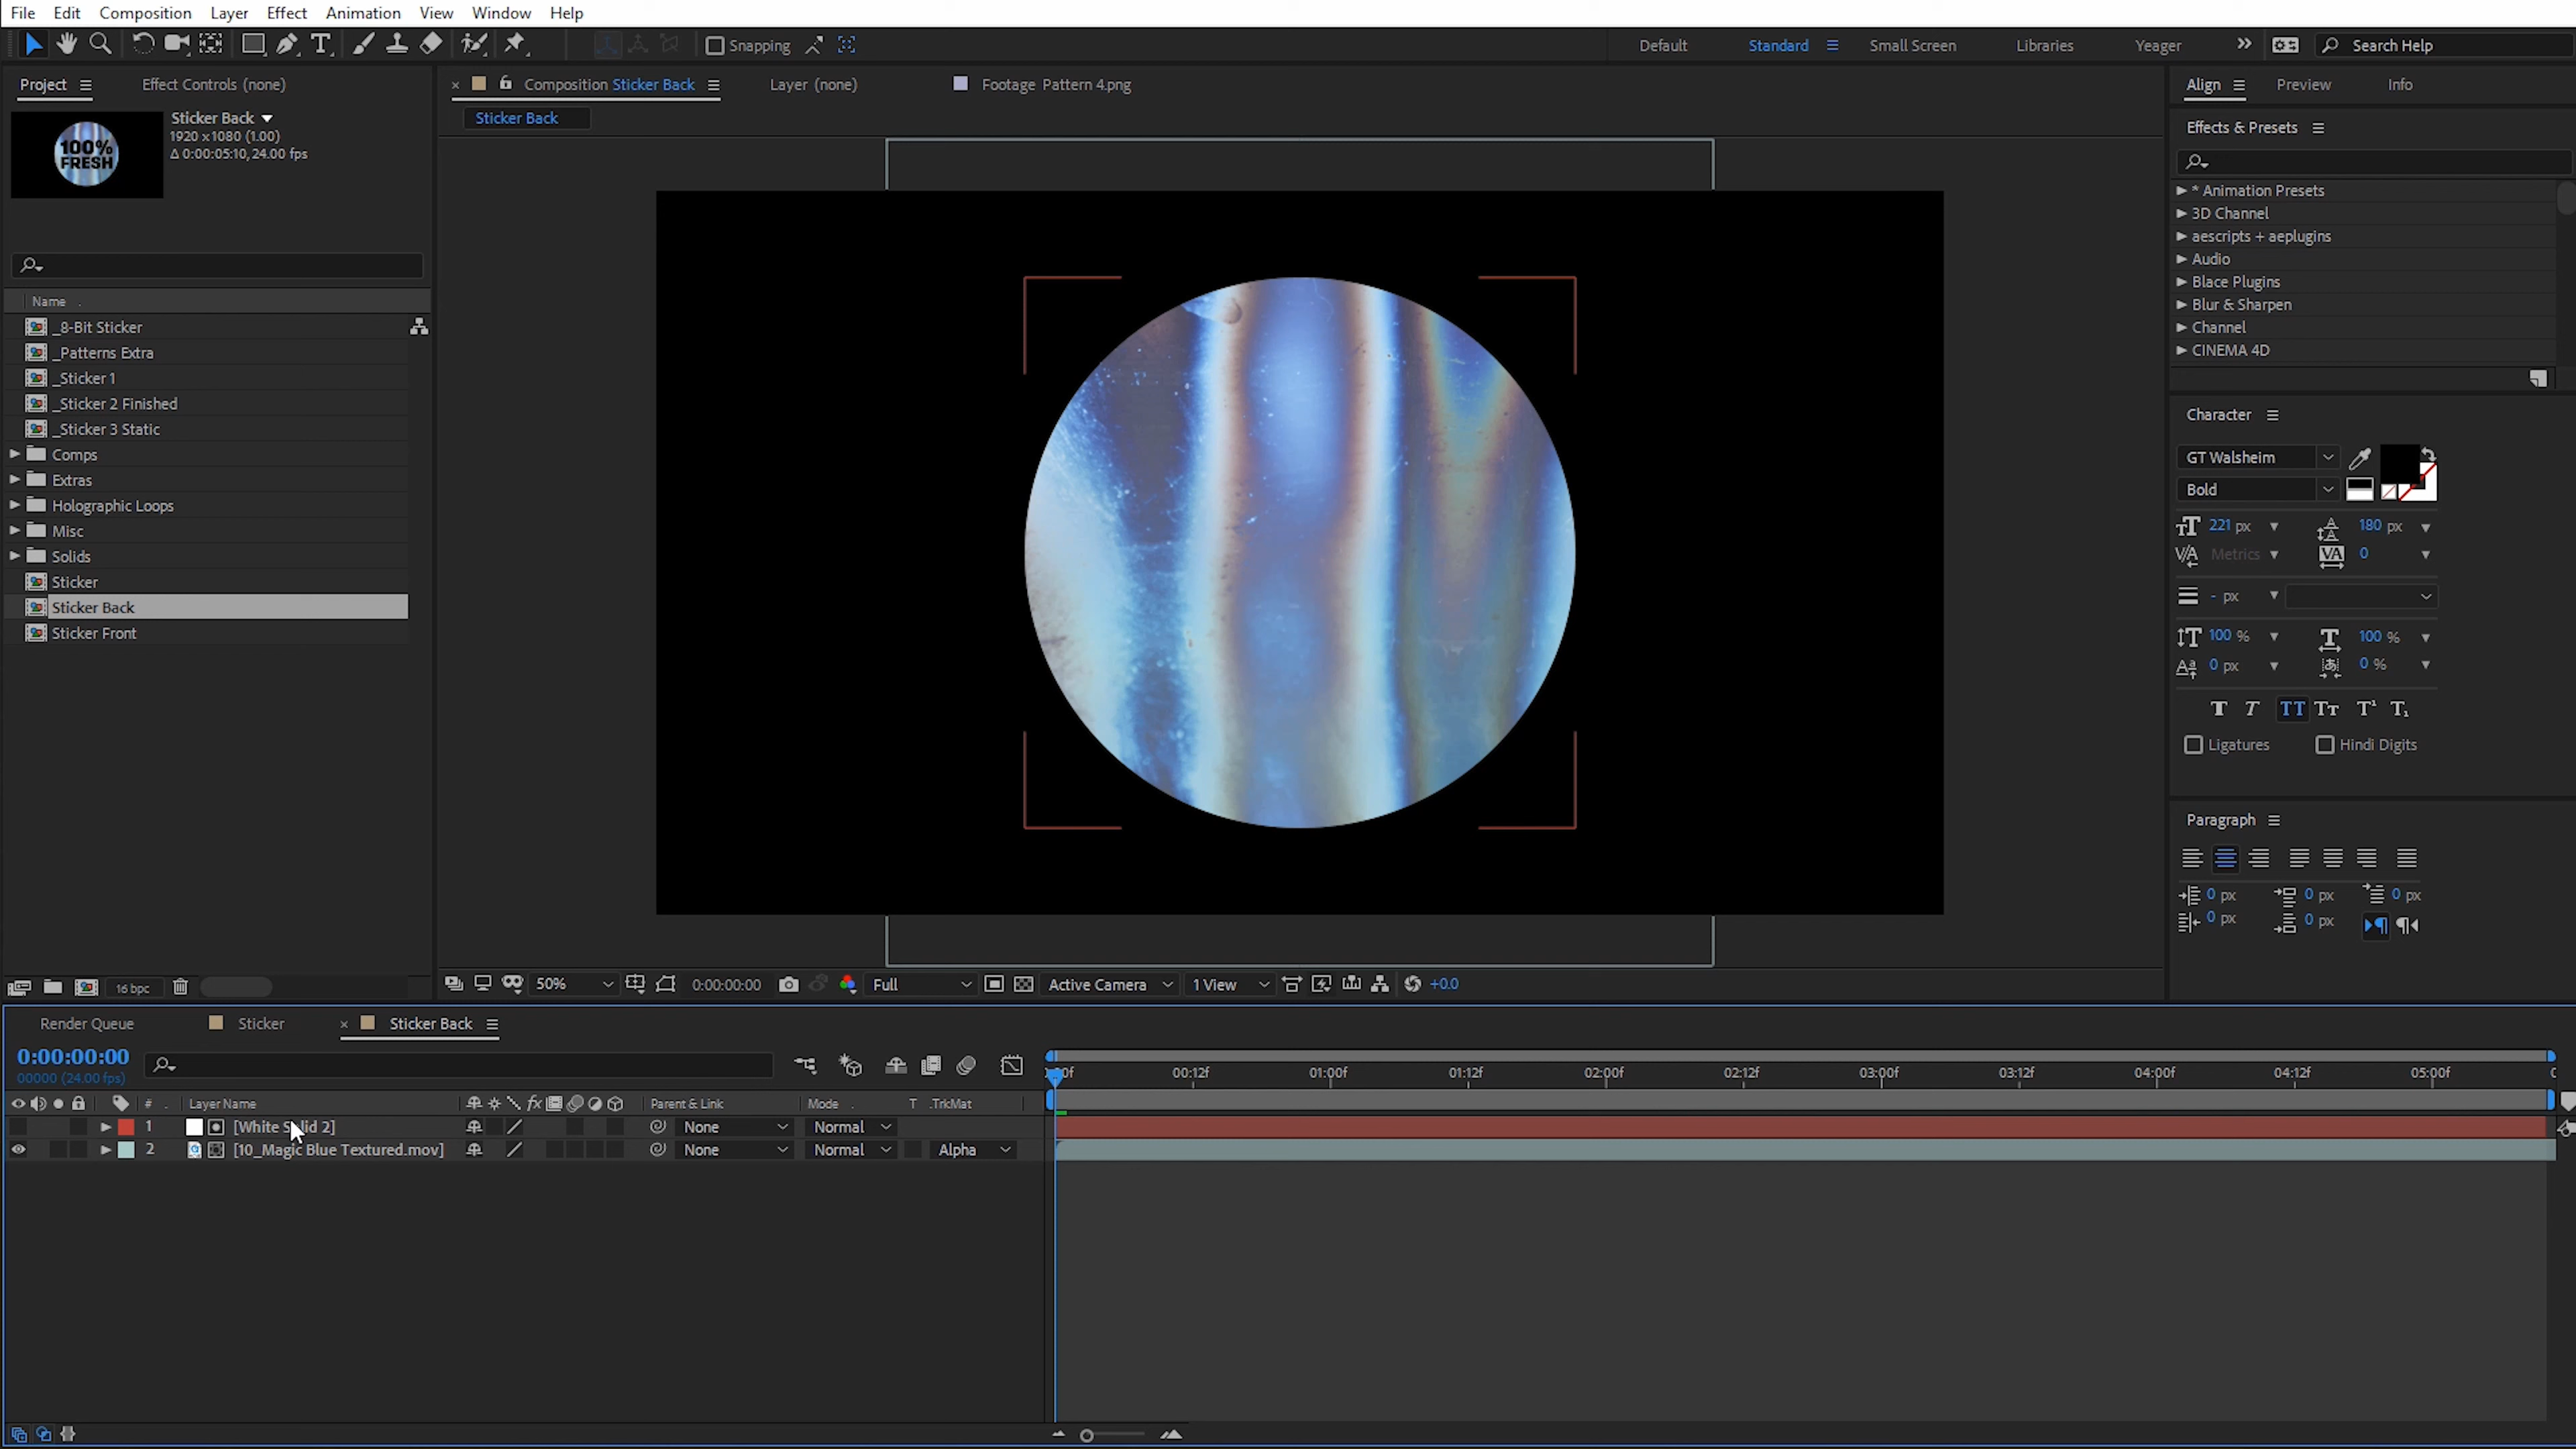 File Edit Composition Layer Effect Animation View Window Help
Snapping Default Standard Small Screen Libraries Yeager Search Help
Project Effect Controls (none) Composition Sticker Back Layer (none) Footage Pattern 4.png Align Preview Info
Sticker Back
1920 x 1080 (1.00)
Δ 0:00:05:10, 24.00 fps
100%
FRESH
Sticker Back
Effects & Presets
* Animation Presets
3D Channel
aescripts + aeplugins
Audio
Blace Plugins
Blur & Sharpen
Channel
CINEMA 4D
Name
_8-Bit Sticker
_Patterns Extra
_Sticker 1
_Sticker 2 Finished
_Sticker 3 Static
Comps
Extras
Holographic Loops
Misc
Solids
Sticker
Sticker Back
Sticker Front
Character
GT Walsheim
Bold
221 px 180 px
Metrics 0
- px
100 % 100 %
0 px 0 %
Ligatures Hindi Digits
Paragraph
0 px 0 px 0 px
0 px 0 px
16 bpc 50% 0:00:00:00 Full Active Camera 1 View +0.0
Render Queue Sticker Sticker Back
0:00:00:00
00000 (24.00 fps)
00:12f 01:00f 01:12f 02:00f 02:12f 03:00f 03:12f 04:00f 04:12f 05:00f
# Layer Name Parent & Link Mode T .TrkMat
1 [White Solid 2] None Normal
2 [10_Magic Blue Textured.mov] None Normal Alpha